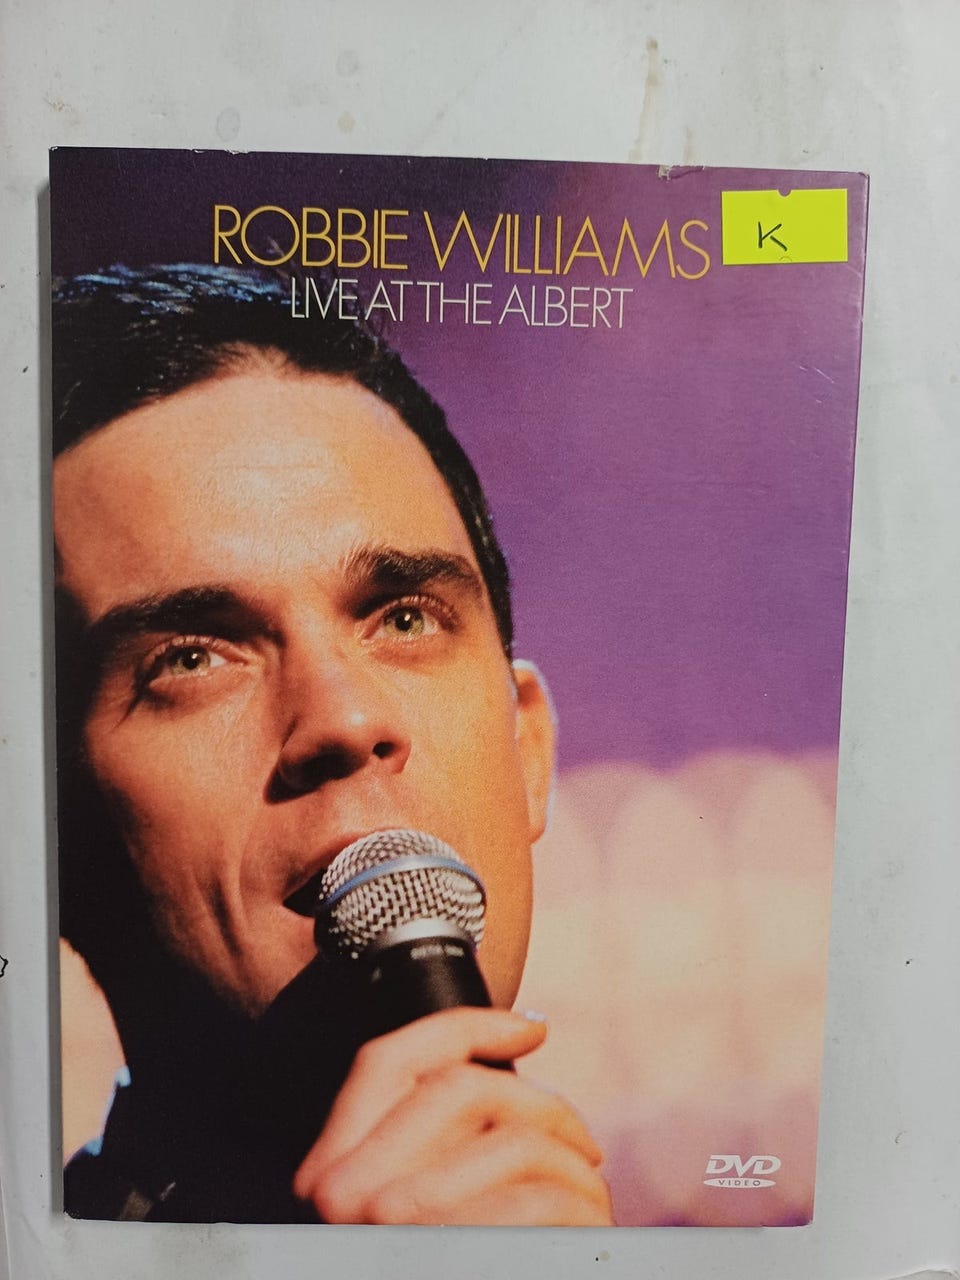 ROBBIE WILLIAMS
K
LIVE AT THE ALBERT
DVD
VIDEO